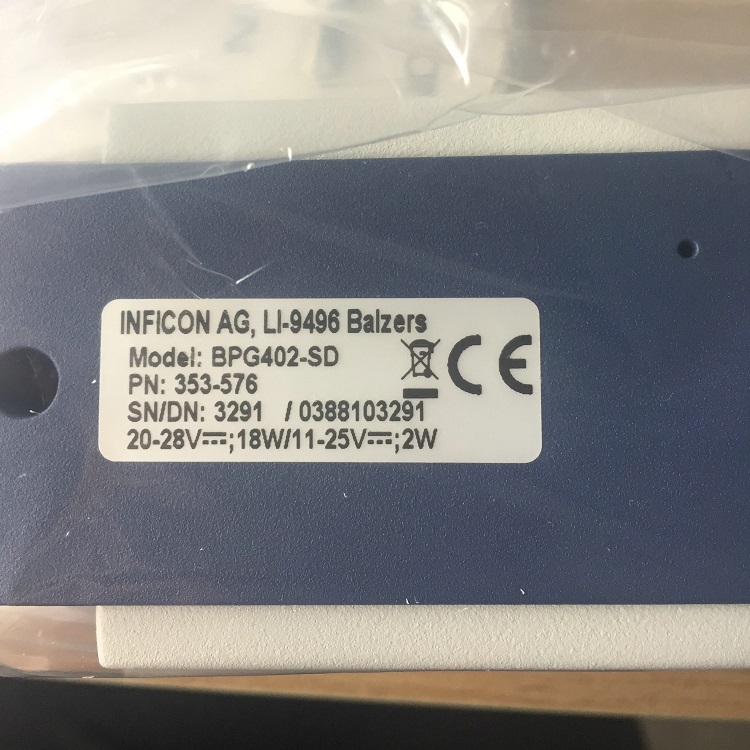 INFICON AG, LI-9496 Balzers
Model: BPG402-SD
PN: 353-576
SN/DN: 3291 / 0388103291
20-28V⎓;18W/11-25V⎓;2W
CE